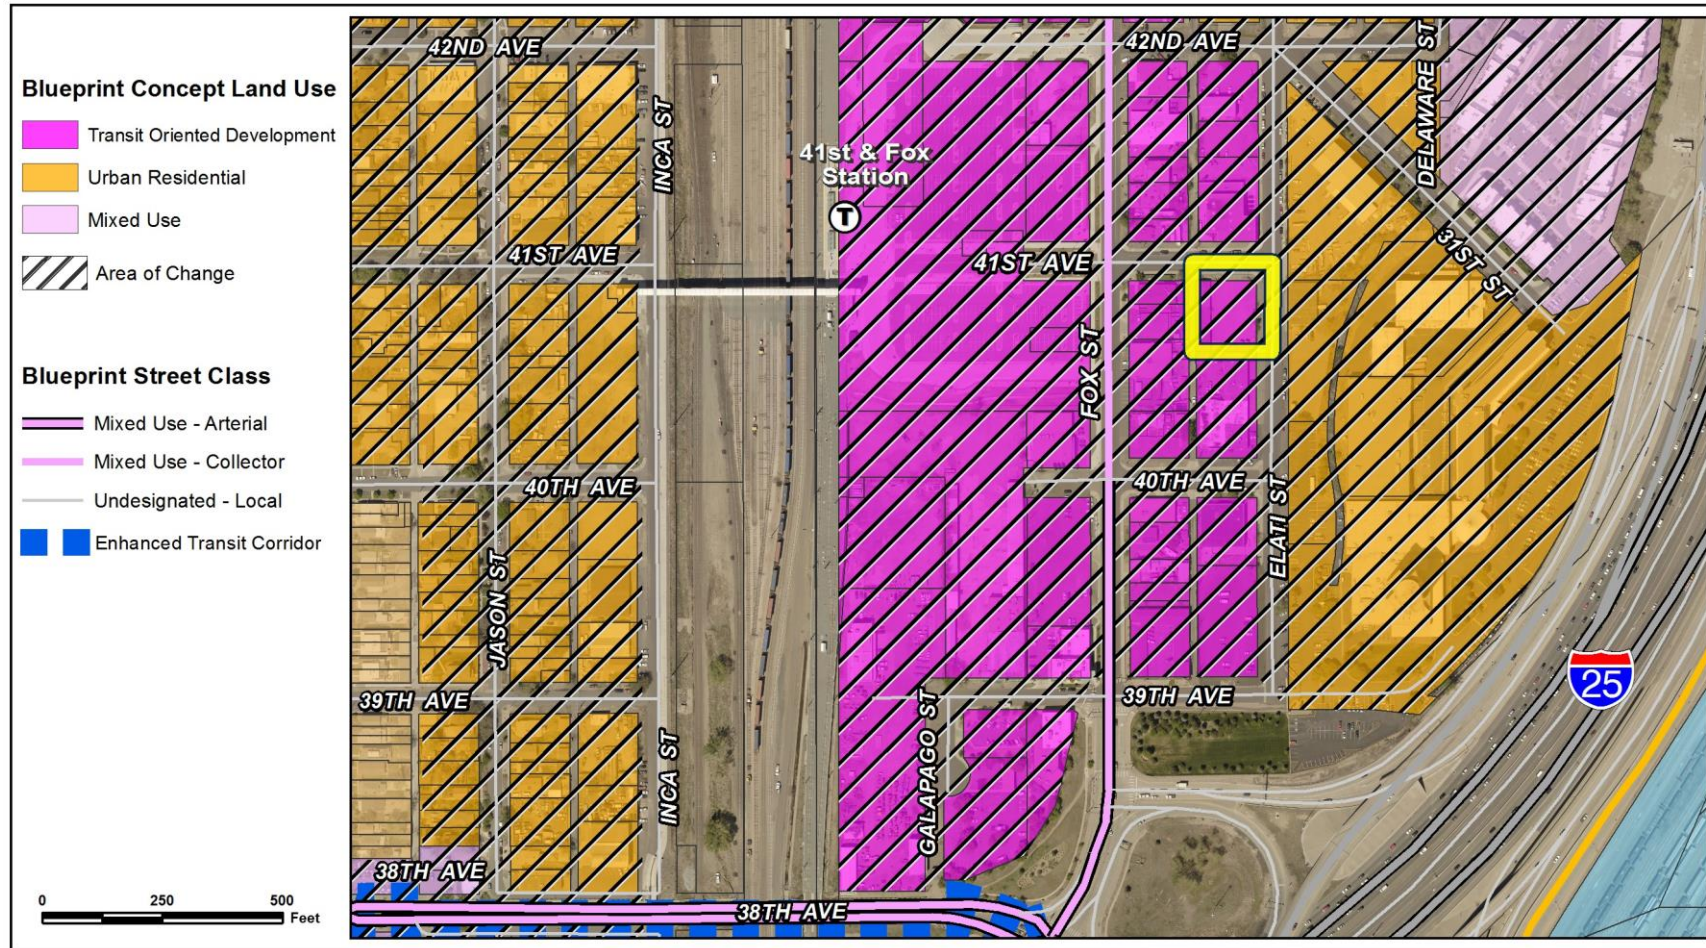 Blueprint Concept Land Use
Transit Oriented Development
Urban Residential
Mixed Use
Area of Change
Blueprint Street Class
Mixed Use - Arterial
Mixed Use - Collector
Undesignated - Local
Enhanced Transit Corridor
0 250 500
Feet
42ND AVE
42ND AVE
DELAWARE ST
INCA ST
41st & Fox
Station
T
41ST AVE
41ST AVE
31ST ST
FOX ST
40TH AVE
40TH AVE
ELATI ST
JASON ST
39TH AVE
39TH AVE
25
INCA ST
GALAPAGO ST
38TH AVE
38TH AVE